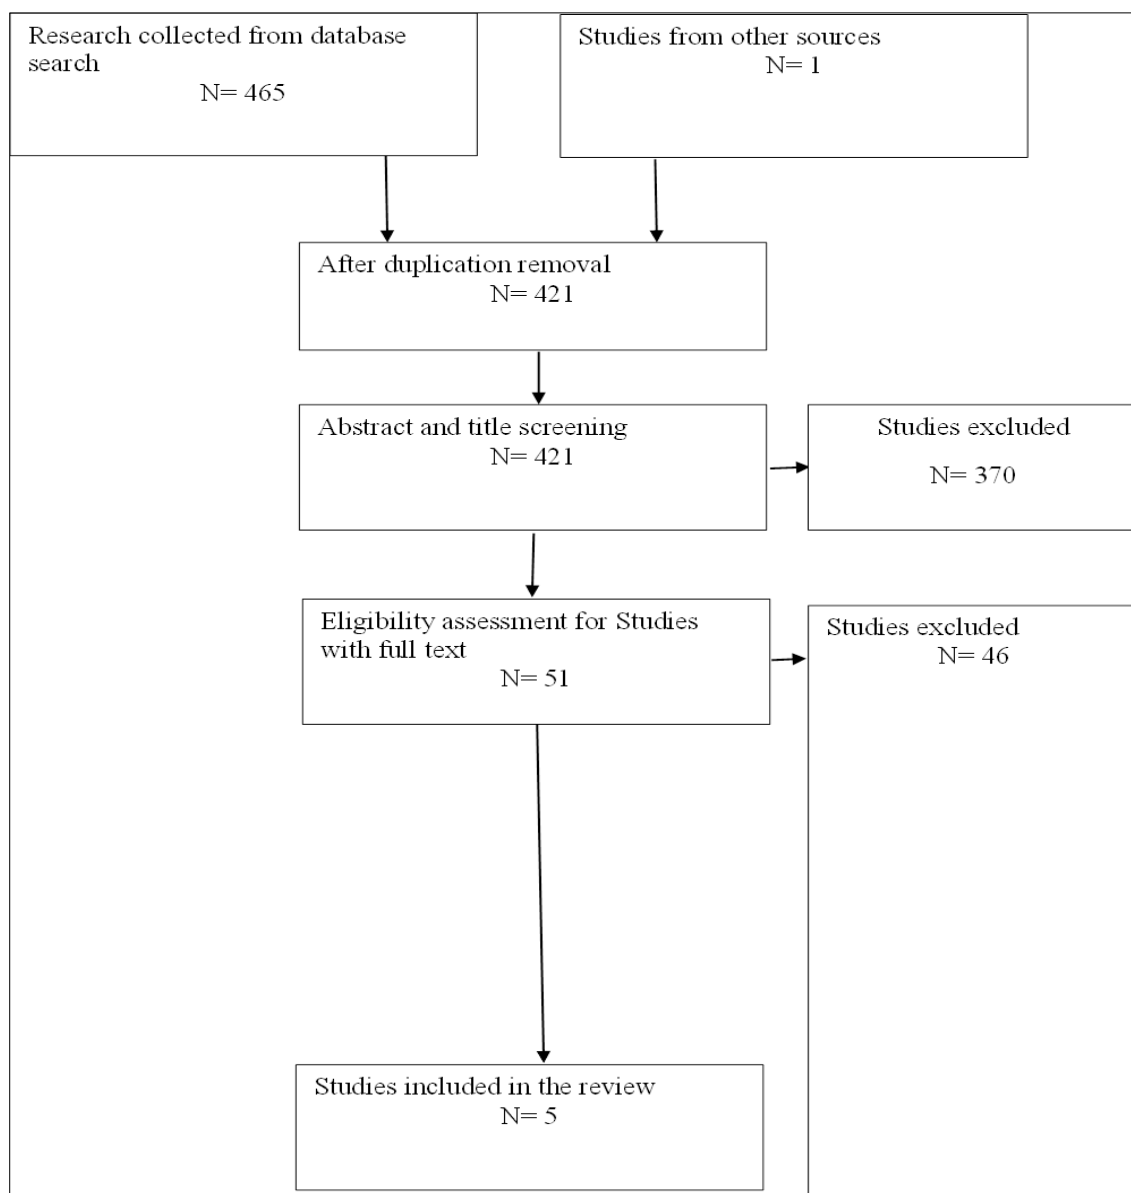 Research collected from database
search
N= 465
Studies from other sources
N= 1
After duplication removal
N= 421
Abstract and title screening
N= 421
Studies excluded
N= 370
Eligibility assessment for Studies
with full text
N= 51
Studies excluded
N= 46
Studies included in the review
N= 5